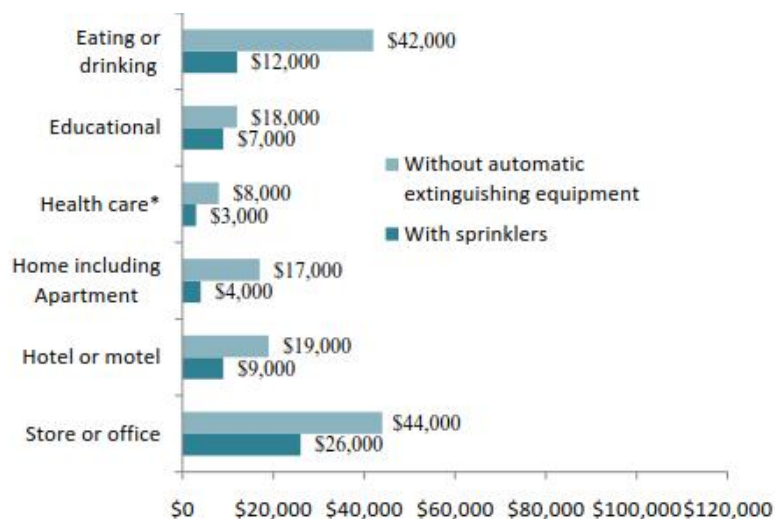 Eating or
drinking
$42,000
$12,000
Educational
$18,000
$7,000
Health care*
$8,000
$3,000
Home including
Apartment
$17,000
$4,000
Hotel or motel
$19,000
$9,000
Store or office
$44,000
$26,000
Without automatic
extinguishing equipment
With sprinklers
$0 $20,000 $40,000 $60,000 $80,000 $100,000 $120,000